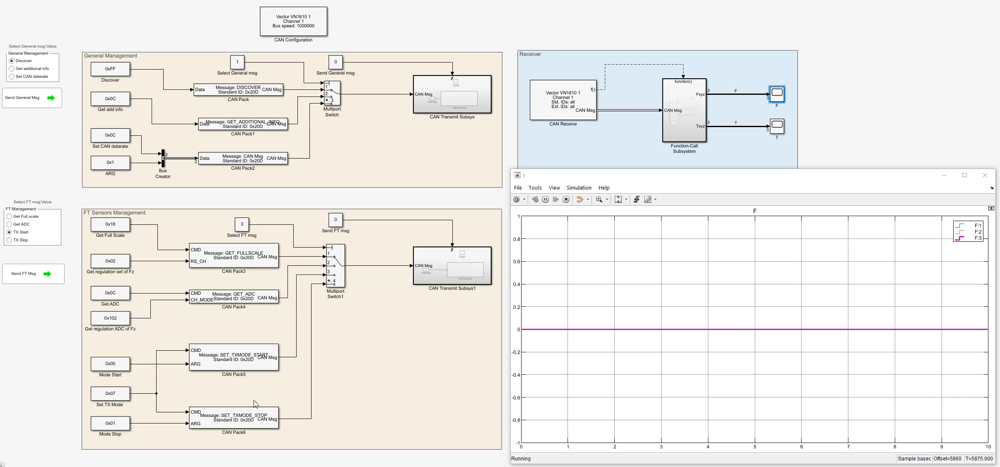 Vector VN1610 1
Channel 1
Bus speed: 1000000
CAN Configuration
Select General msg:Value
General Management
Discover
Get additional info
Set CAN datarate
Send General Msg
General Management
0xFF
Discover
0x0C
Get add info
0x0C
Set CAN datarate
0x1
ARG
2
2
Bus
Creator
1
Select General msg
0
Send General msg
Data
Message: DISCOVER
Standard ID: 0x20D
CAN Msg
CAN Pack
Data
Message: GET_ADDITIONAL_INFO
Standard ID: 0x20D
CAN Msg
CAN Pack1
Data
Message: CAN Msg
Standard ID: 0x20D
CAN Msg
CAN Pack2
1
2
*, 3
Multiport
Switch
CAN Msg
Trigger
CAN Msg
CAN Transmit
CAN Transmit Subsys
Receiver
Vector VN1610 1
Channel 1
Std. IDs: all
Ext. IDs: all
f()
CAN Msg
CAN Receive
function()
CAN Msg
Fxyz
Txyz
Function-Call
Subsystem
3
F
3
F
3
T
3
T
Select FT msg:Value
FT Management
Get Full scale
Get ADC
TX Start
TX Stop
Send FT Msg
FT Sensors Management
0x18
Get Full Scale
0x02
Get regulation set of Fz
0x0C
Get ADC
0x102
Get regulation ADC of Fz
0x00
Mode Start
0x07
Set TX Mode
0x01
Mode Stop
3
Select FT msg
0
Send FT msg
CMD
RS_CH
Message: GET_FULLSCALE
Standard ID: 0x20D
CAN Msg
CAN Pack3
CMD
CH_MODE
Message: GET_ADC
Standard ID: 0x20D
CAN Msg
CAN Pack4
CMD
ARG
Message: SET_TXMODE_START
Standard ID: 0x20D
CAN Msg
CAN Pack5
CMD
ARG
Message: SET_TXMODE_STOP
Standard ID: 0x20D
CAN Msg
CAN Pack6
1
2
3
*, 4
Multiport
Switch1
CAN Msg
Trigger
CAN Msg
CAN Transmit
CAN Transmit Subsys1
F
File Tools View Simulation Help
F
F:1
F:2
F:3
1
0.8
0.6
0.4
0.2
0
-0.2
-0.4
-0.6
-0.8
-1
0 1 2 3 4 5 6 7 8 9 10
Running
Sample based Offset=5860 T=5875.000